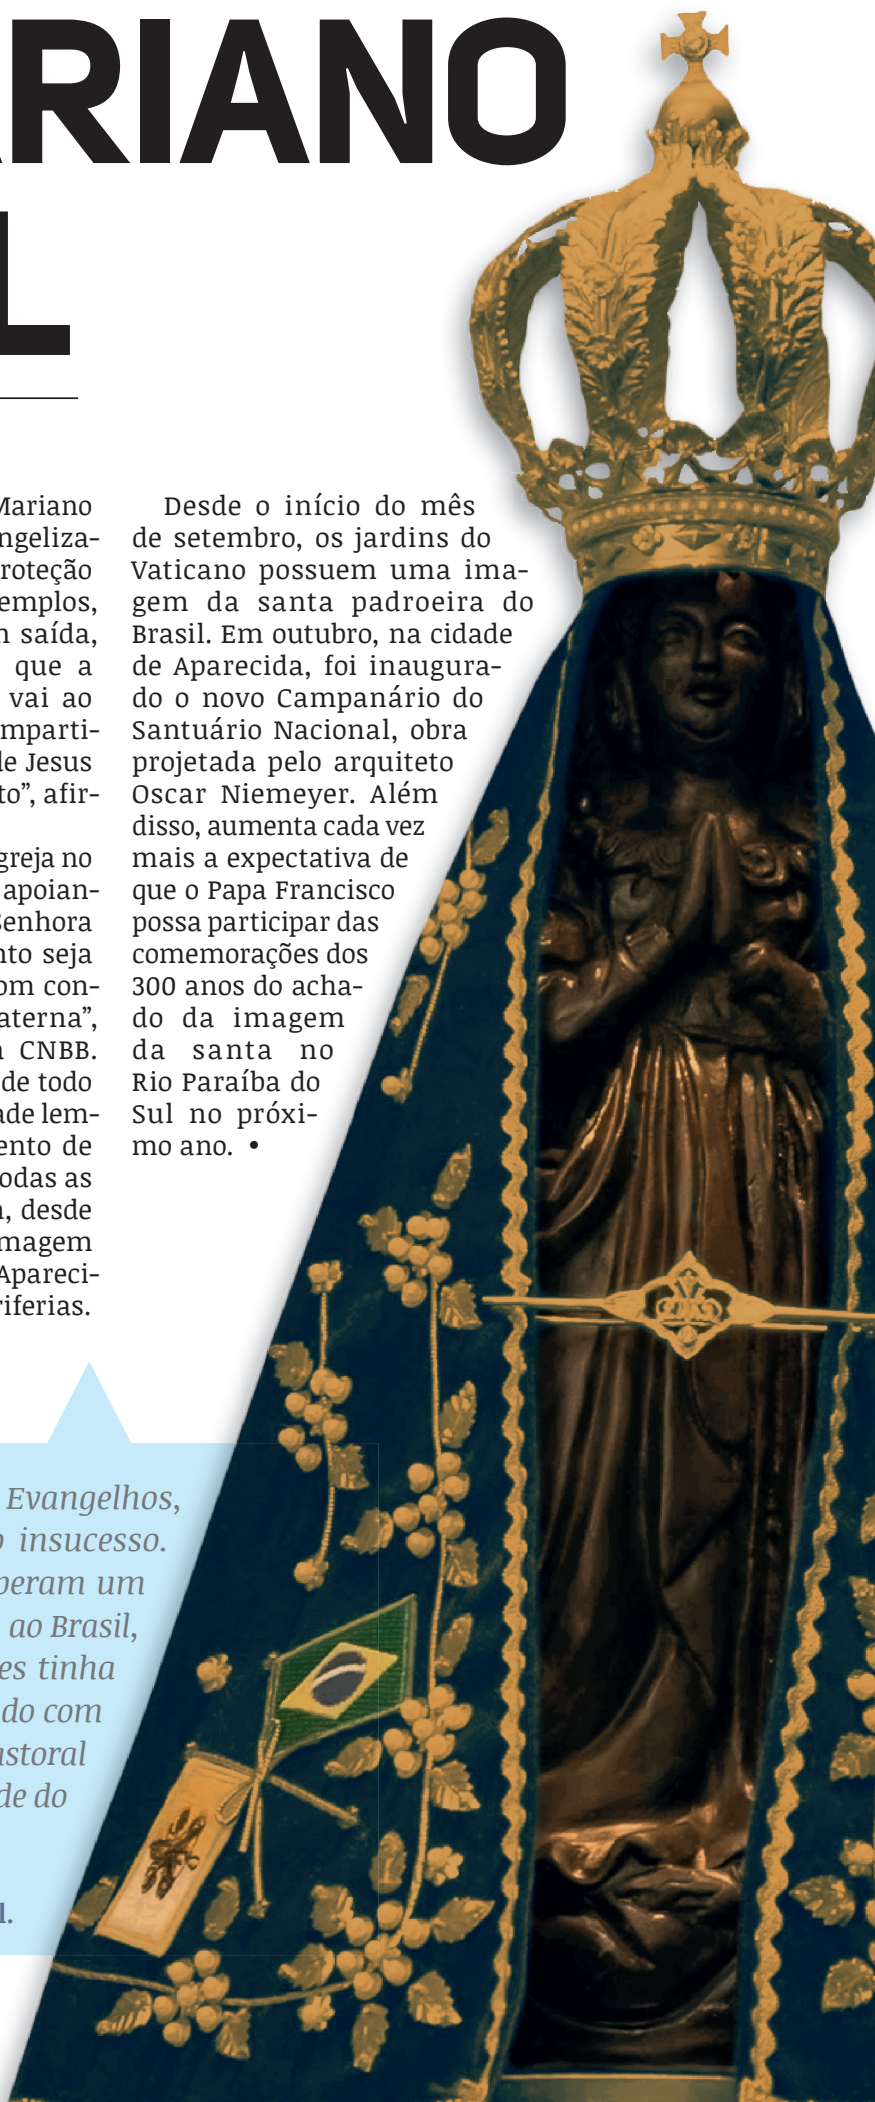 ARIANO
L
Mariano
ngeliza-
roteção
emplos,
m saída,
que a
vai ao
mparti-
de Jesus
to”, afir-
greja no
apoian-
Senhora
nto seja
om con-
aterna”,
a CNBB.
de todo
ade lem-
ento de
odas as
n, desde
magem
Apareci-
riferias.
Desde o início do mês
de setembro, os jardins do
Vaticano possuem uma ima-
gem da santa padroeira do
Brasil. Em outubro, na cidade
de Aparecida, foi inaugura-
do o novo Campanário do
Santuário Nacional, obra
projetada pelo arquiteto
Oscar Niemeyer. Além
disso, aumenta cada vez
mais a expectativa de
que o Papa Francisco
possa participar das
comemorações dos
300 anos do acha-
do da imagem
da santa no
Rio Paraíba do
Sul no próxi-
mo ano. •
Evangelhos,
o insucesso.
peram um
ao Brasil,
es tinha
do com
astoral
de do
l.